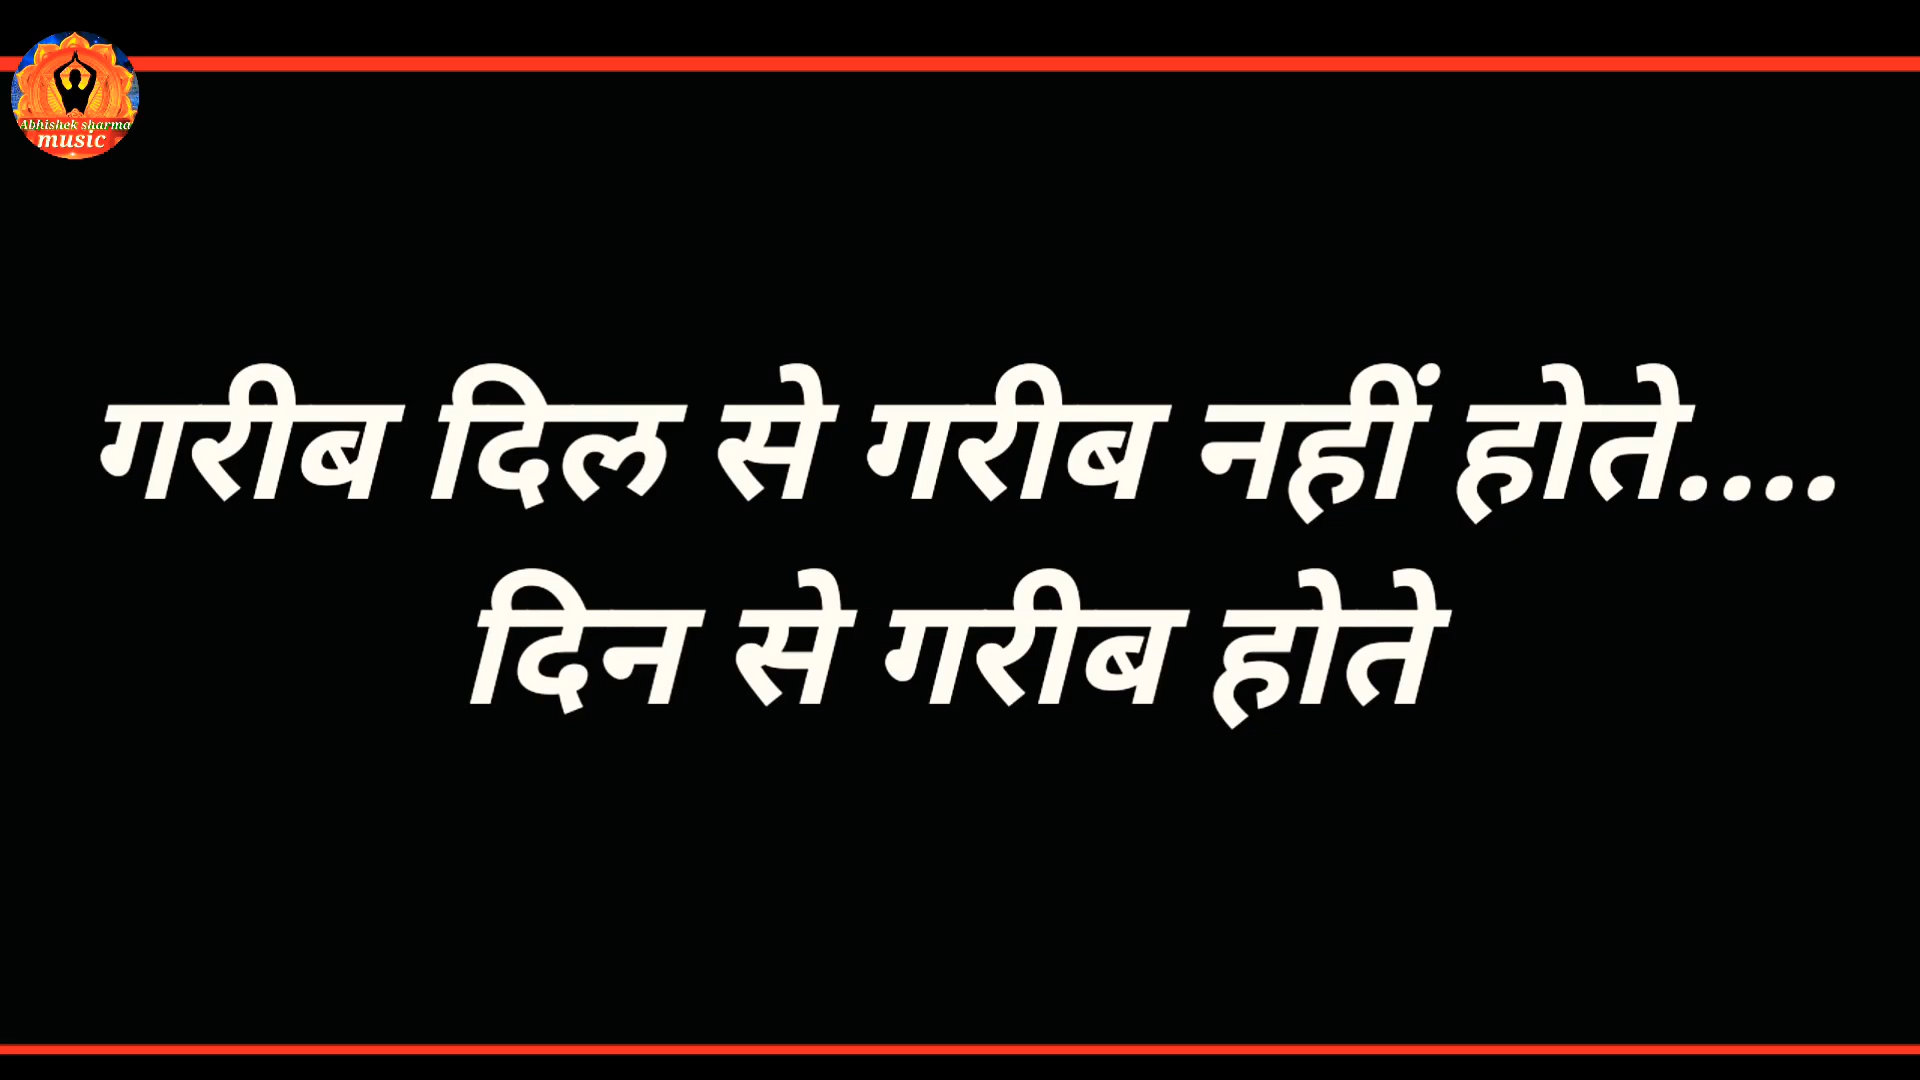 Abhishek sharma
music
गरीब दिल से गरीब नहीं होते....
दिन से गरीब होते